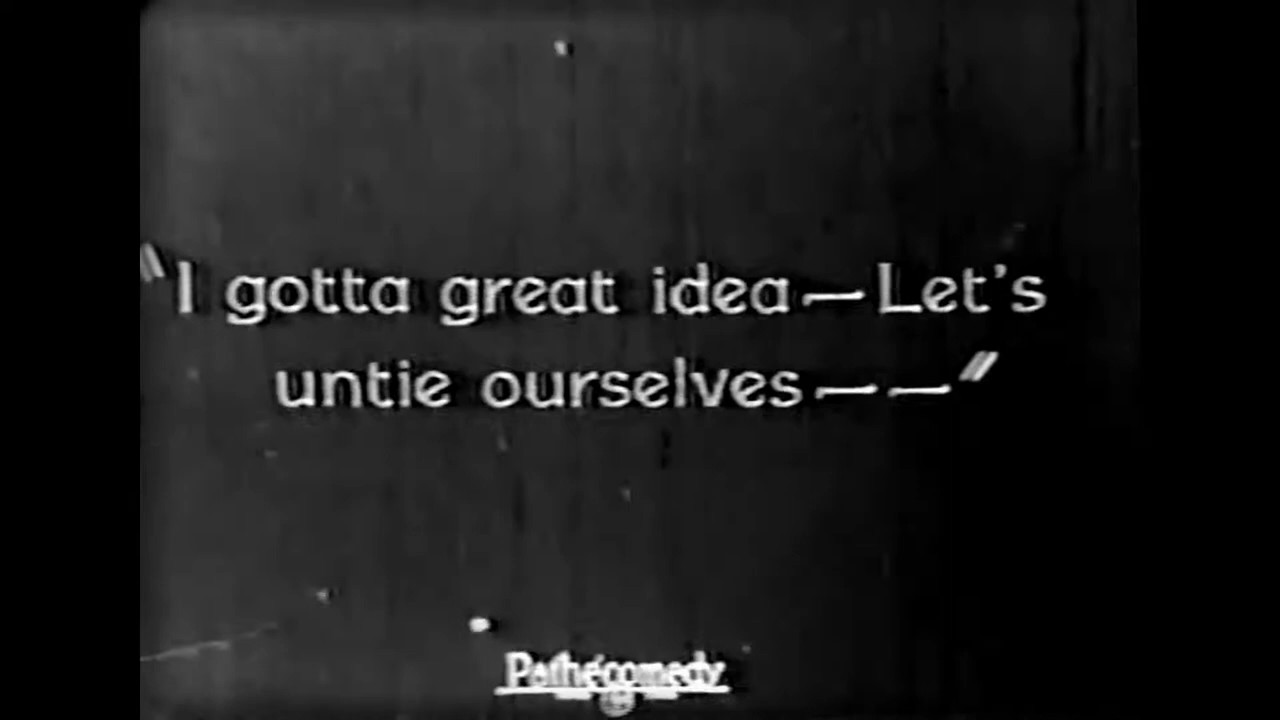 "I gotta great idea — Let's
untie ourselves — —"
Pathécomedy